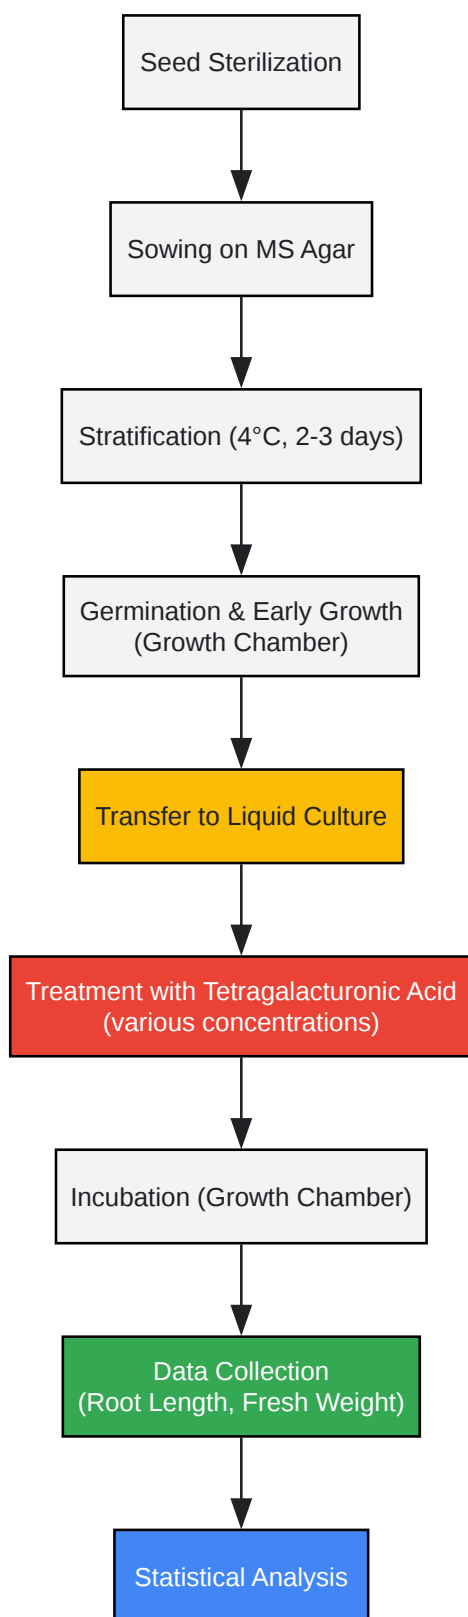 Seed Sterilization
Sowing on MS Agar
Stratification (4°C, 2-3 days)
Germination & Early Growth
(Growth Chamber)
Transfer to Liquid Culture
Treatment with Tetragalacturonic Acid
(various concentrations)
Incubation (Growth Chamber)
Data Collection
(Root Length, Fresh Weight)
Statistical Analysis